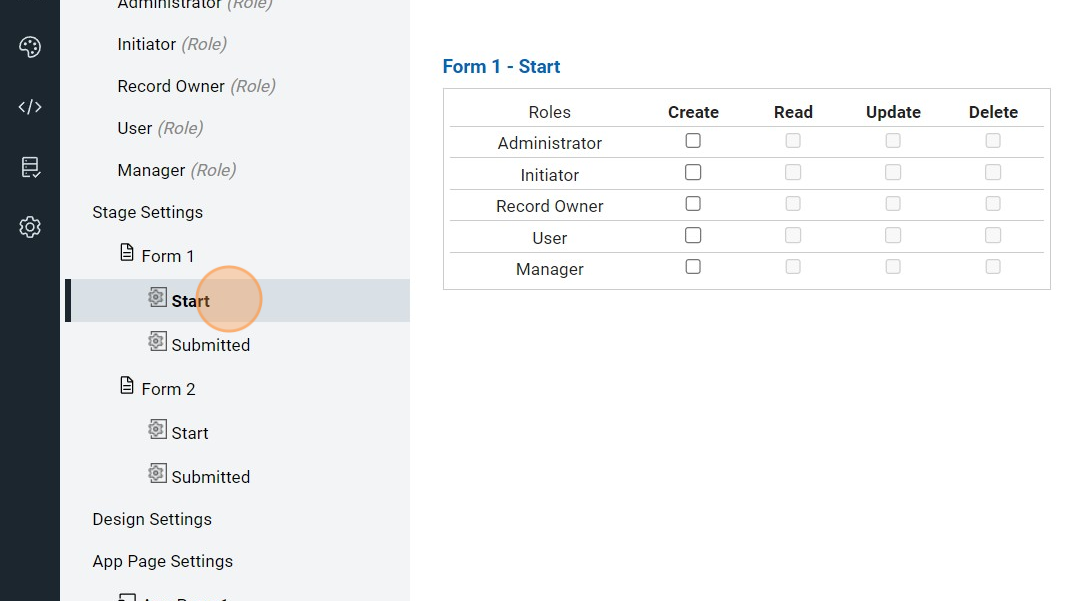 Administrator (Role)
Initiator (Role)
Record Owner (Role)
User (Role)
Manager (Role)
Stage Settings
Form 1
Start
Submitted
Form 2
Start
Submitted
Design Settings
App Page Settings
Form 1 - Start
Roles Create Read Update Delete
Administrator
Initiator
Record Owner
User
Manager